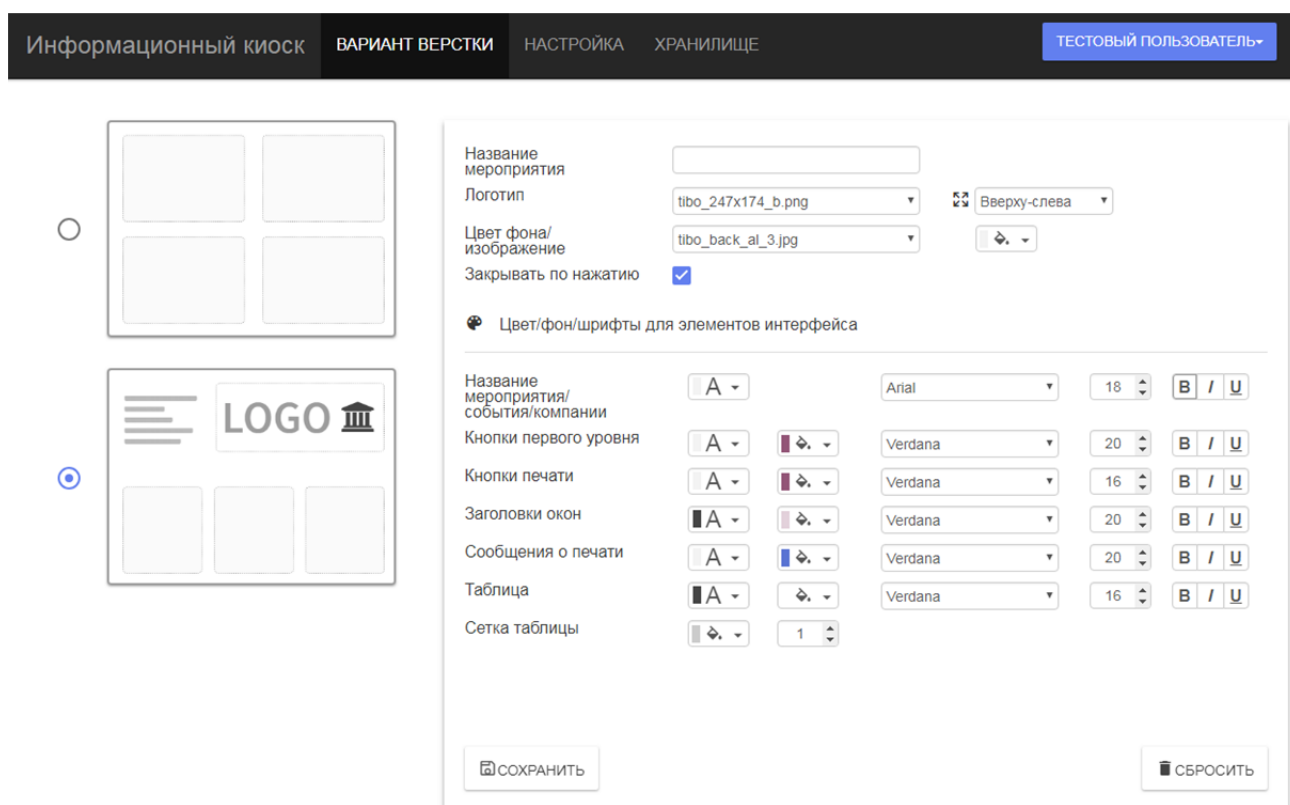 Информационный киоск ВАРИАНТ ВЕРСТКИ НАСТРОЙКА ХРАНИЛИЩЕ ТЕСТОВЫЙ ПОЛЬЗОВАТЕЛЬ
Название
мероприятия
Логотип tibo_247x174_b.png Вверху-слева
Цвет фона/
изображение tibo_back_al_3.jpg
Закрывать по нажатию
Цвет/фон/шрифты для элементов интерфейса
LOGO
Название
мероприятия/
события/компании A Arial 18 B I U
Кнопки первого уровня A Verdana 20 B I U
Кнопки печати A Verdana 16 B I U
Заголовки окон A Verdana 20 B I U
Сообщения о печати A Verdana 20 B I U
Таблица A Verdana 16 B I U
Сетка таблицы 1
СОХРАНИТЬ СБРОСИТЬ